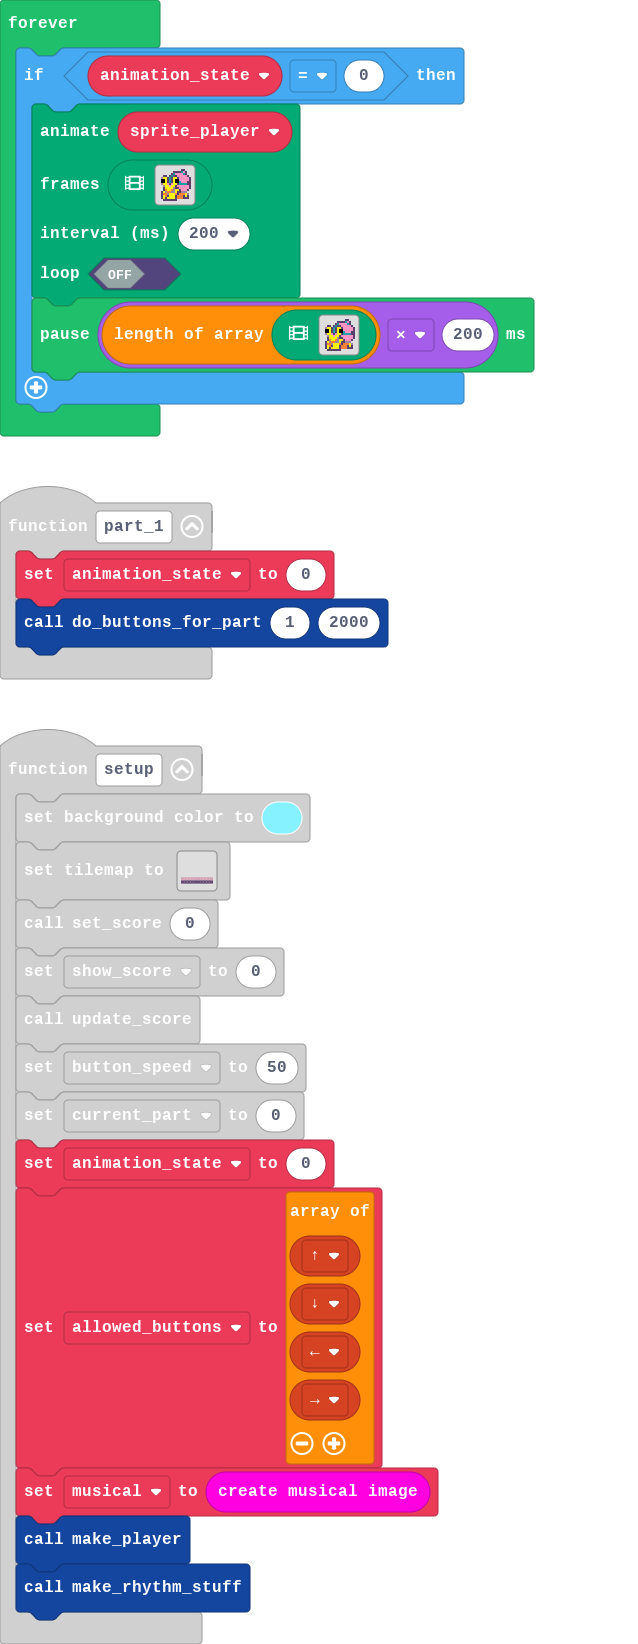 forever
if animation_state = 0 then
animate sprite_player
frames
interval (ms) 200
loop OFF
pause length of array × 200 ms
function part_1
set animation_state to 0
call do_buttons_for_part 1 2000
function setup
set background color to
set tilemap to
call set_score 0
set show_score to 0
call update_score
set button_speed to 50
set current_part to 0
set animation_state to 0
array of
↑
↓
set allowed_buttons to
←
→
set musical to create musical image
call make_player
call make_rhythm_stuff